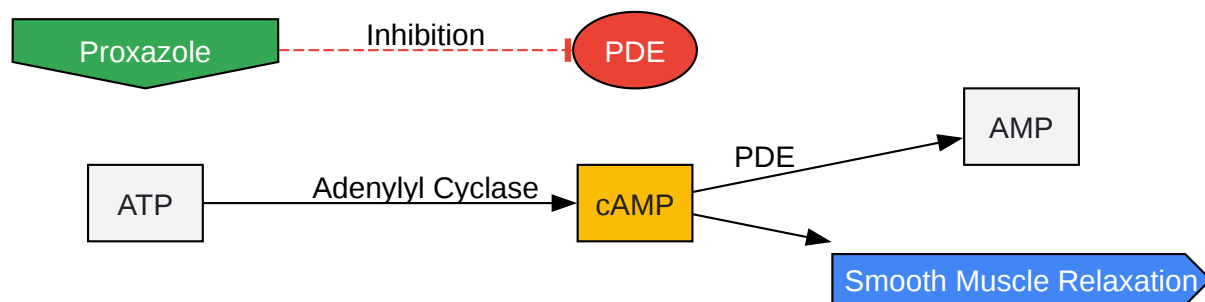 Proxazole
Inhibition
PDE
ATP
Adenylyl Cyclase
cAMP
PDE
AMP
Smooth Muscle Relaxation